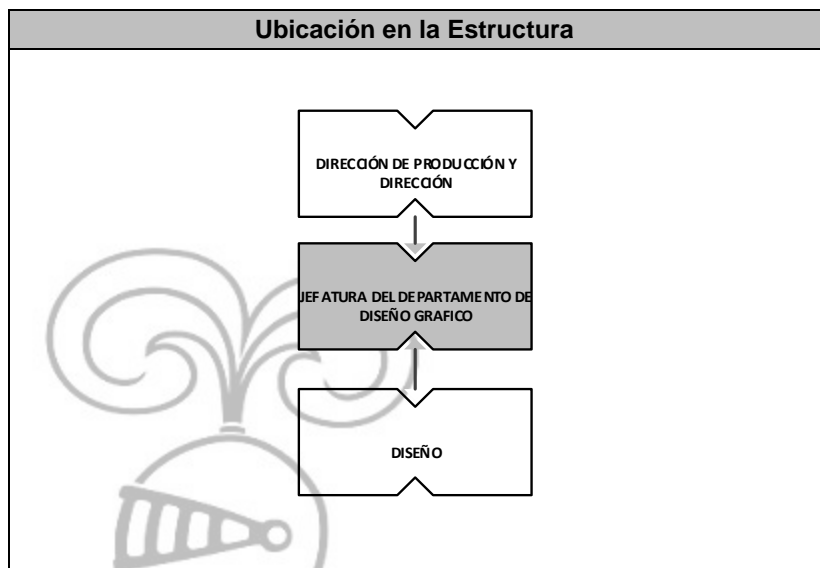 Ubicación en la Estructura
DIRECCIÓN DE PRODUCCIÓN Y
DIRECCIÓN
JEFATURA DEL DEPARTAMENTO DE
DISEÑO GRAFICO
DISEÑO